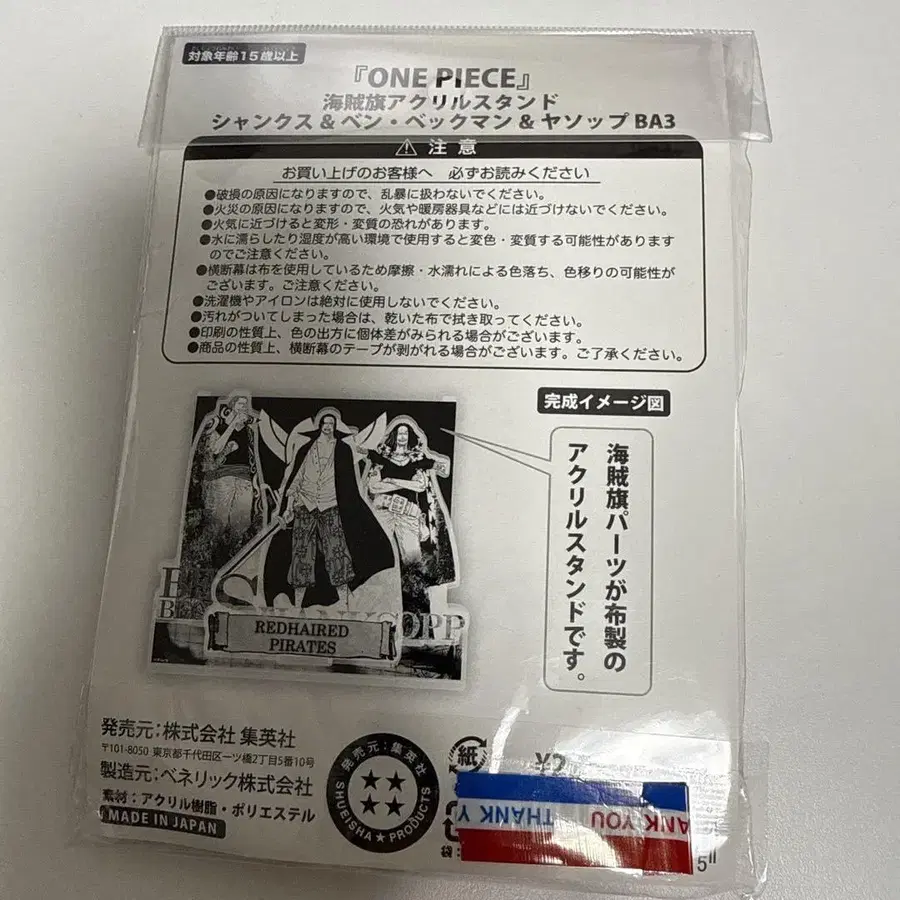 対象年齢15歳以上
『ONE PIECE』
海賊旗アクリルスタンド
シャンクス & ベン・ベックマン & ヤソップ BA3
⚠ 注意
お買い上げのお客様へ 必ずお読みください
●破損の原因になりますので、乱暴に扱わないでください。
●火災の原因になりますので、火気や暖房器具などには近づけないでください。
●火気に近づけると変形・変質の恐れがあります。
●水に濡らしたり湿度が高い環境で使用すると変色・変質する可能性があります
のでご注意ください。
●横断幕は布を使用しているため摩擦・水濡れによる色落ち、色移りの可能性が
ございます。ご注意ください。
●洗濯機やアイロンは絶対に使用しないでください。
●汚れがついてしまった場合は、乾いた布で拭き取ってください。
●印刷の性質上、色の出方に個体差がみられる場合がございます。
●商品の性質上、横断幕のテープが剥がれる場合がございます。ご了承ください。
完成イメージ図
海賊旗パーツが布製の
アクリルスタンドです。
REDHAIRED
PIRATES
発売元:株式会社 集英社
〒101-8050 東京都千代田区一ツ橋2丁目5番10号
製造元:ベネリック株式会社
素材:アクリル樹脂・ポリエステル
MADE IN JAPAN
発売元:集英社
SHUEISHA★PRODUCTS
紙
袋:
ANK YOU
THANK Y
5